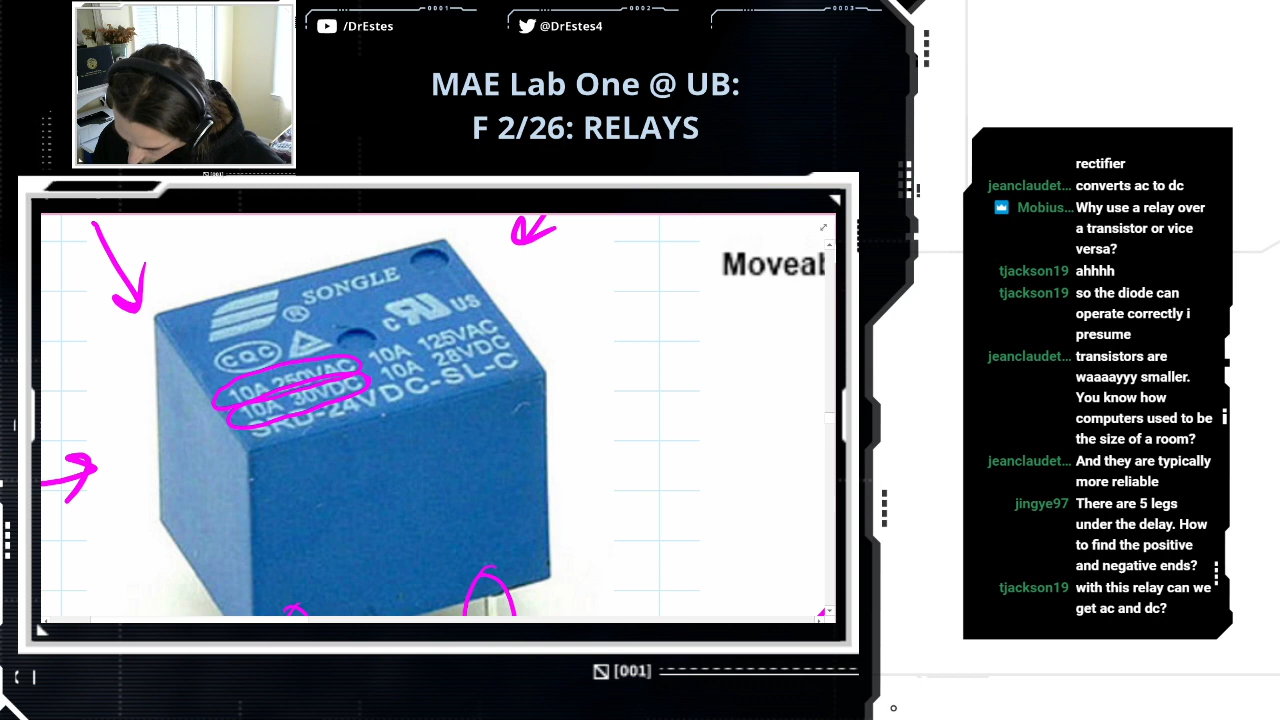 0001
0002
0003
/DrEstes
@DrEstes4
MAE Lab One @ UB:
F 2/26: RELAYS
[001]
Moveal
SONGLE
®
C US
CQC
10A 250VAC 10A 125VAC
10A 30VDC 10A 28VDC
SRD-24VDC-SL-C
[001]
rectifier
jeanclaudet... converts ac to dc
Mobius... Why use a relay over
a transistor or vice
versa?
tjackson19 ahhhh
tjackson19 so the diode can
operate correctly i
presume
jeanclaudet... transistors are
waaaayyy smaller.
You know how
computers used to be
the size of a room?
jeanclaudet... And they are typically
more reliable
jingye97 There are 5 legs
under the delay. How
to find the positive
and negative ends?
tjackson19 with this relay can we
get ac and dc?